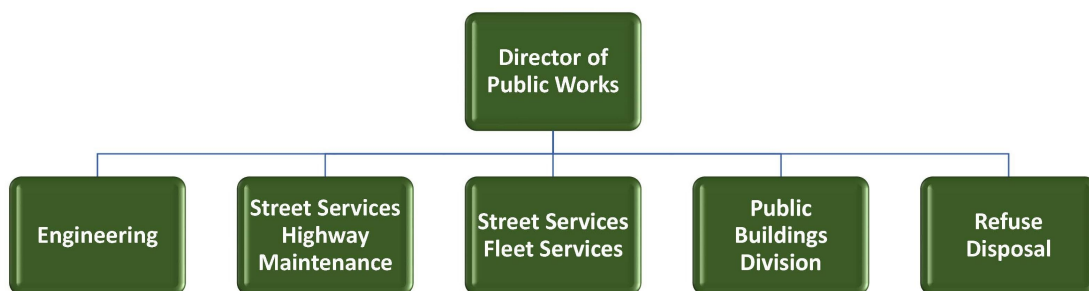 Director of
Public Works
Engineering
Street Services
Highway
Maintenance
Street Services
Fleet Services
Public
Buildings
Division
Refuse
Disposal